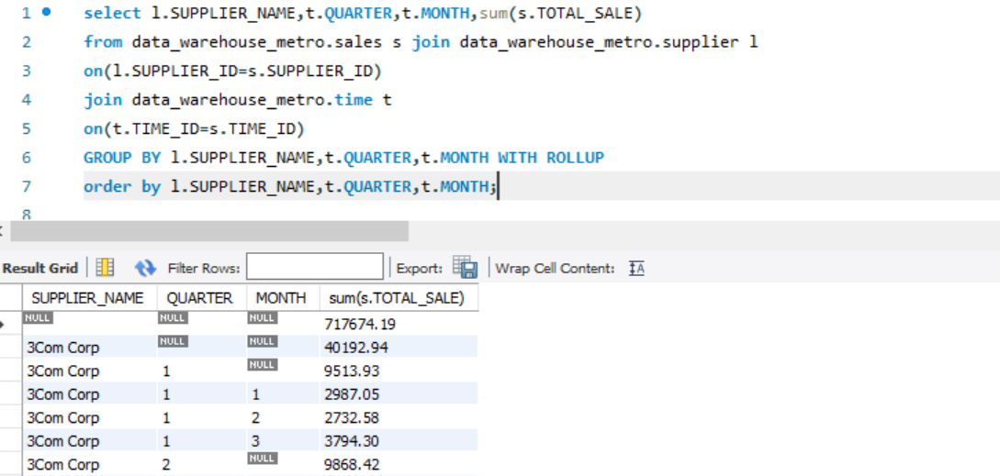 1 select l.SUPPLIER_NAME,t.QUARTER,t.MONTH,sum(s.TOTAL_SALE)
2 from data_warehouse_metro.sales s join data_warehouse_metro.supplier l
3 on(l.SUPPLIER_ID=s.SUPPLIER_ID)
4 join data_warehouse_metro.time t
5 on(t.TIME_ID=s.TIME_ID)
6 GROUP BY l.SUPPLIER_NAME,t.QUARTER,t.MONTH WITH ROLLUP
7 order by l.SUPPLIER_NAME,t.QUARTER,t.MONTH;
8
Result Grid Filter Rows: Export: Wrap Cell Content: IA
SUPPLIER_NAME QUARTER MONTH sum(s.TOTAL_SALE)
NULL NULL NULL 717674.19
3Com Corp NULL NULL 40192.94
3Com Corp 1 NULL 9513.93
3Com Corp 1 1 2987.05
3Com Corp 1 2 2732.58
3Com Corp 1 3 3794.30
3Com Corp 2 NULL 9868.42